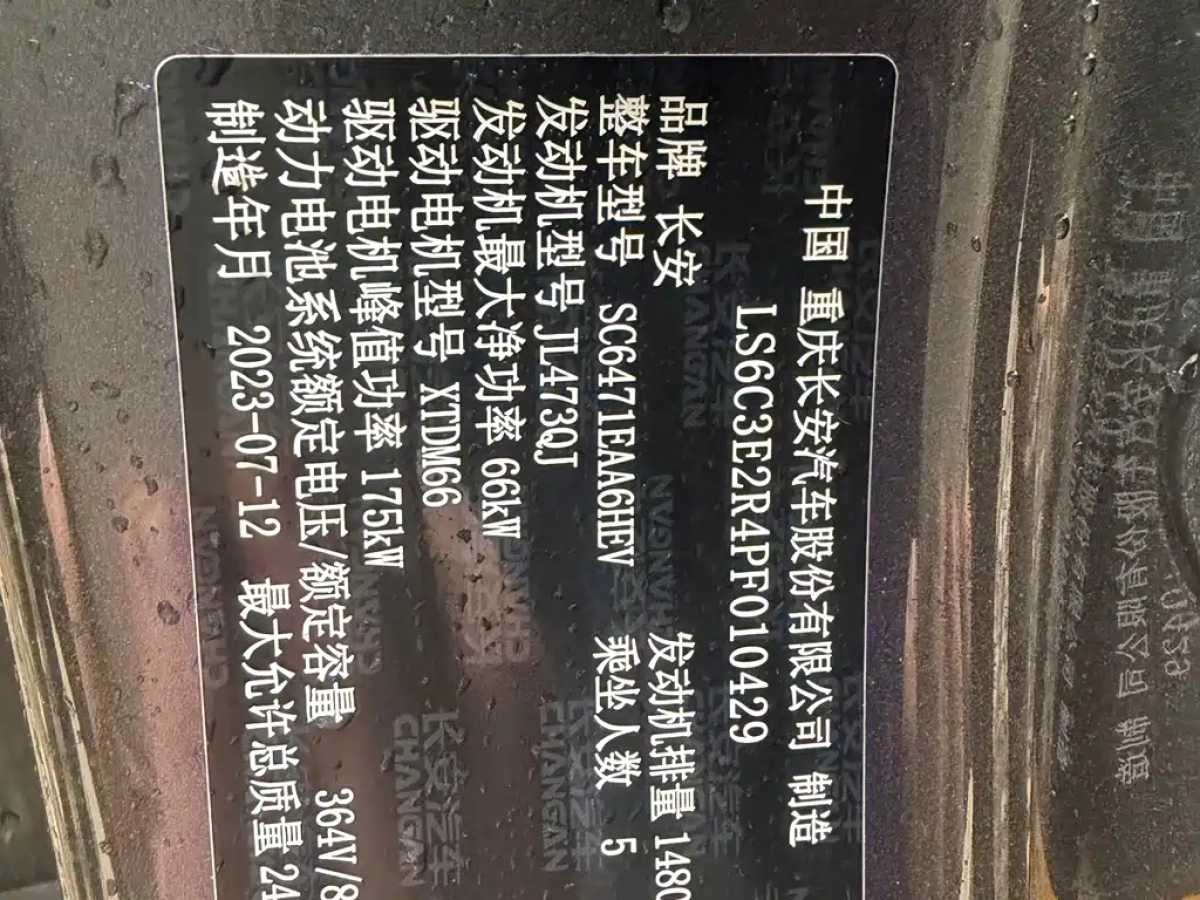 中国 重庆长安汽车股份有限公司 制造
LS6C3E2R4PF010429
品牌 长安 发动机排量 1480
整车型号 SC6471EAA6HEV 乘坐人数 5
发动机型号 JL473QJ
发动机最大净功率 66kW
驱动电机型号 XTDM66
驱动电机峰值功率 175kW
动力电池系统额定电压/额定容量 364V/8
制造年月 2023-07-12 最大允许总质量 24
长安汽车
CHANGAN